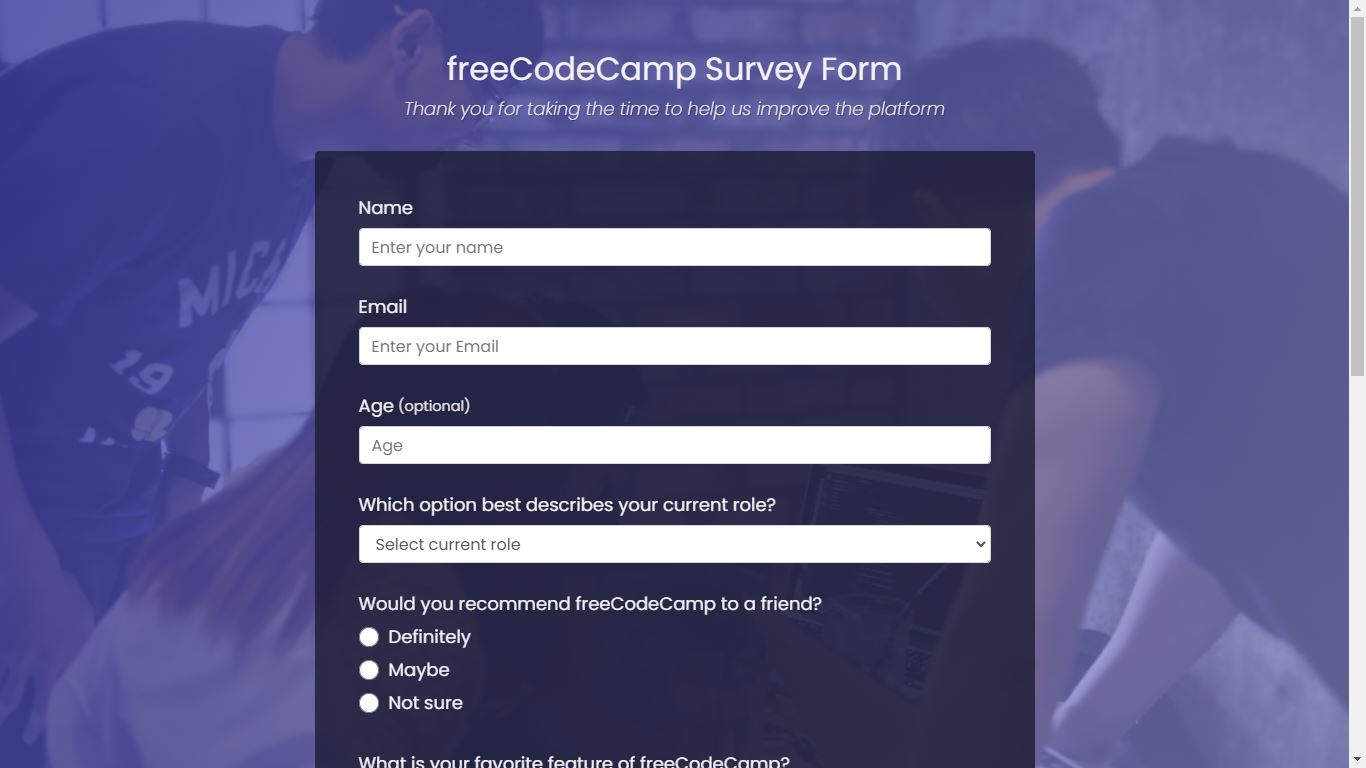 freeCodeCamp Survey Form
Thank you for taking the time to help us improve the platform
Name
Enter your name
Email
Enter your Email
Age (optional)
Age
Which option best describes your current role?
Select current role
Would you recommend freeCodeCamp to a friend?
Definitely
Maybe
Not sure
What is your favorite feature of freeCodeCamp?
19